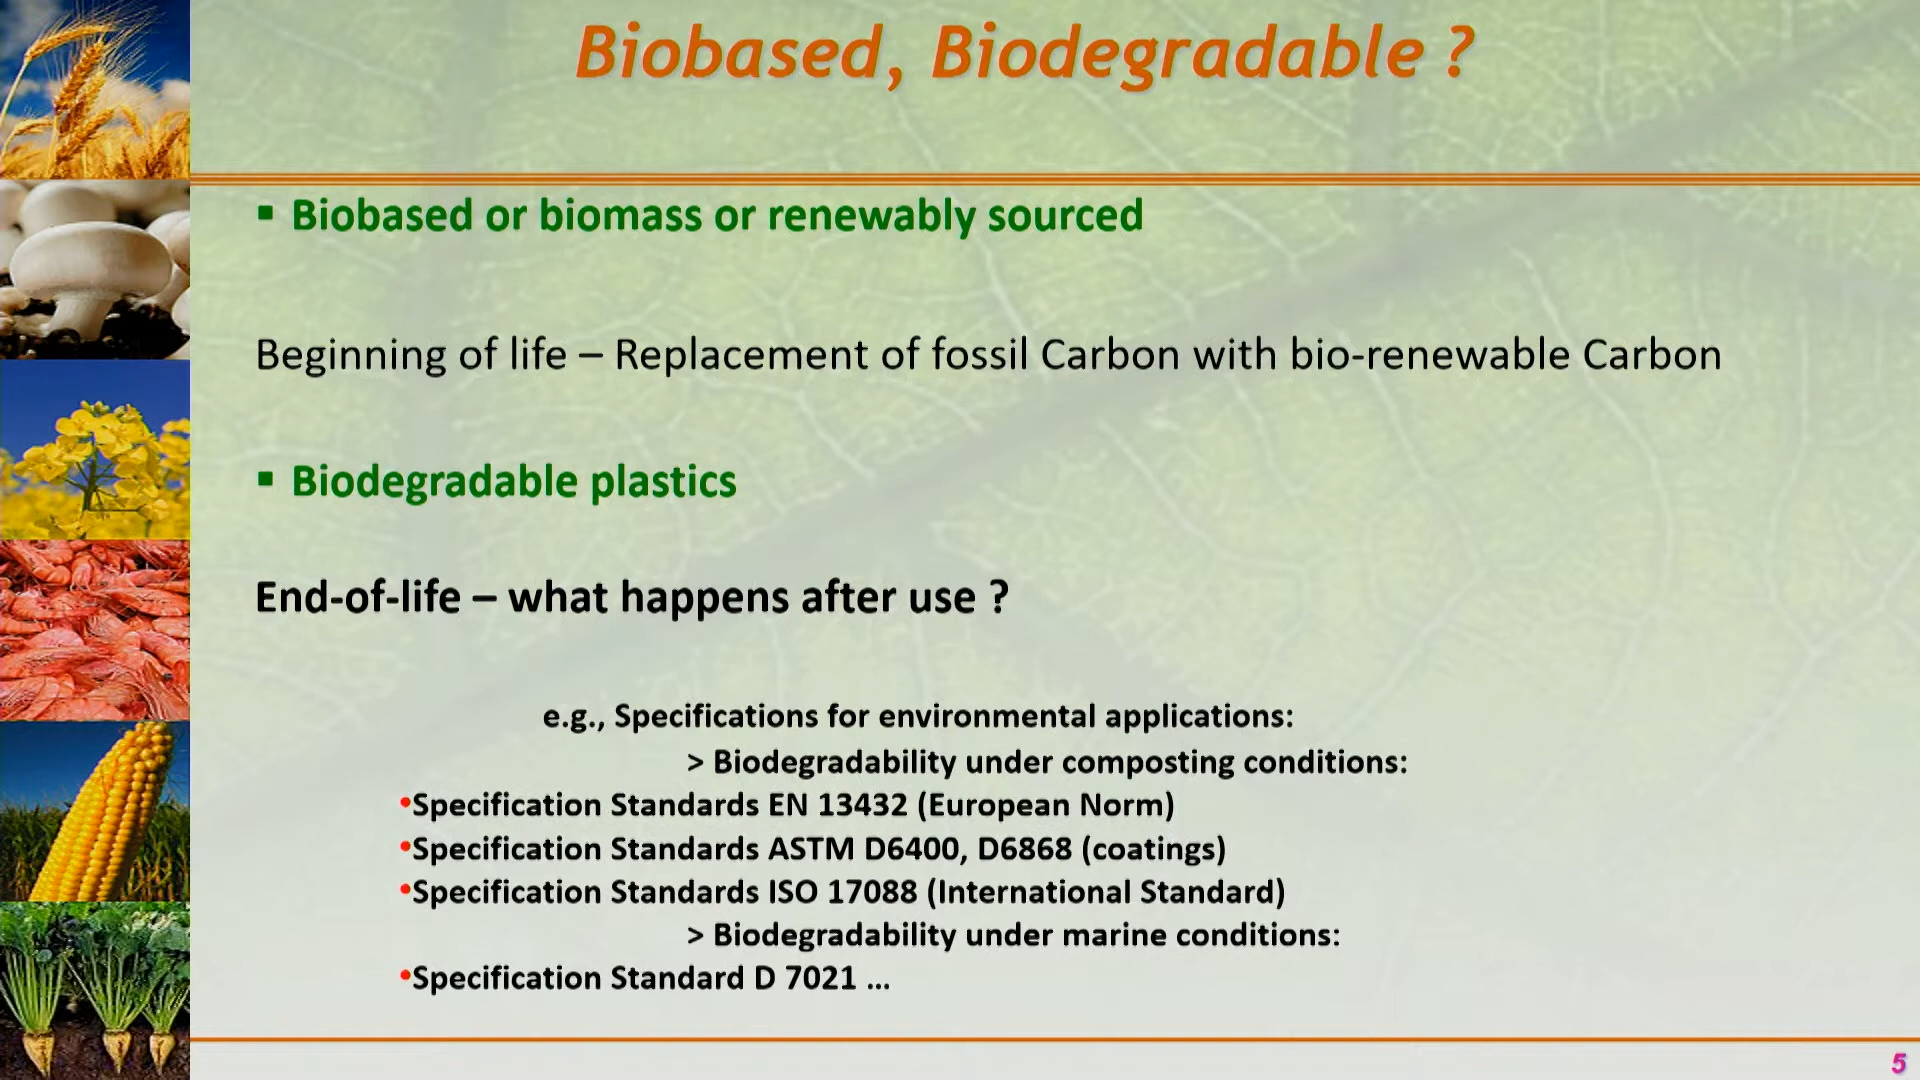 Biobased, Biodegradable ?
▪ Biobased or biomass or renewably sourced
Beginning of life – Replacement of fossil Carbon with bio-renewable Carbon
▪ Biodegradable plastics
End-of-life – what happens after use ?
e.g., Specifications for environmental applications:
> Biodegradability under composting conditions:
•Specification Standards EN 13432 (European Norm)
•Specification Standards ASTM D6400, D6868 (coatings)
•Specification Standards ISO 17088 (International Standard)
> Biodegradability under marine conditions:
•Specification Standard D 7021 ...
5